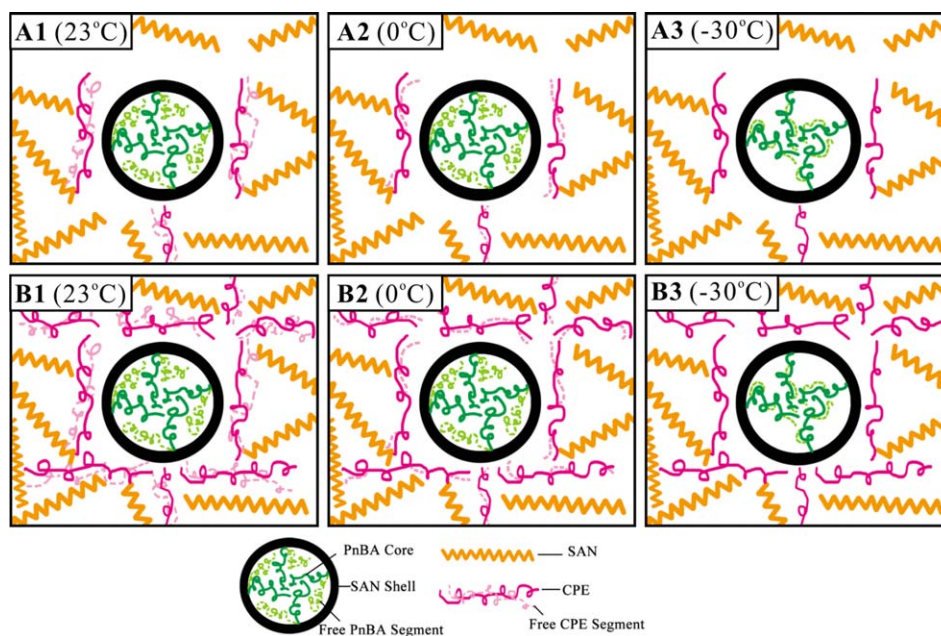 A1 (23°C)
A2 (0°C)
A3 (-30°C)
B1 (23°C)
B2 (0°C)
B3 (-30°C)
PnBA Core
SAN Shell
Free PnBA Segment
SAN
CPE
Free CPE Segment